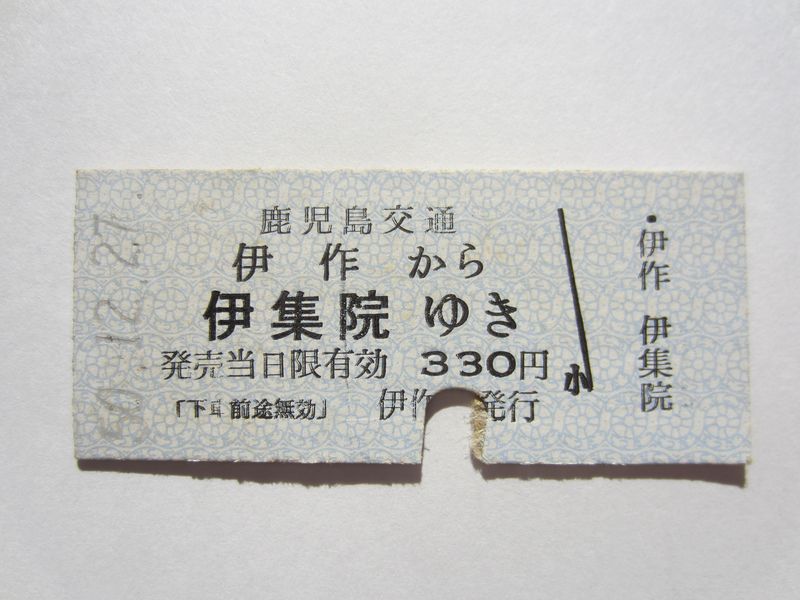 50.12.27.
鹿児島交通
伊作から
伊集院ゆき
発売当日限有効 330円
「下車前途無効」 伊作 発行
小
・伊作 伊集院